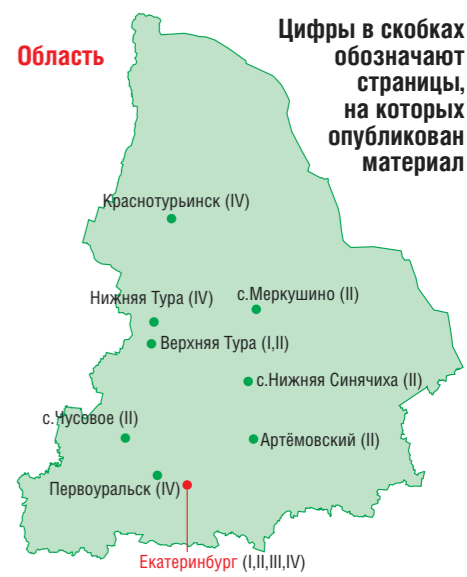 Область
Цифры в скобках
обозначают
страницы,
на которых
опубликован
материал
Краснотурьинск (IV)
Нижняя Тура (IV)
с.Меркушино (II)
Верхняя Тура (I,II)
с.Нижняя Синячиха (II)
с.Чусовое (II)
Артёмовский (II)
Первоуральск (IV)
Екатеринбург (I,II,III,IV)